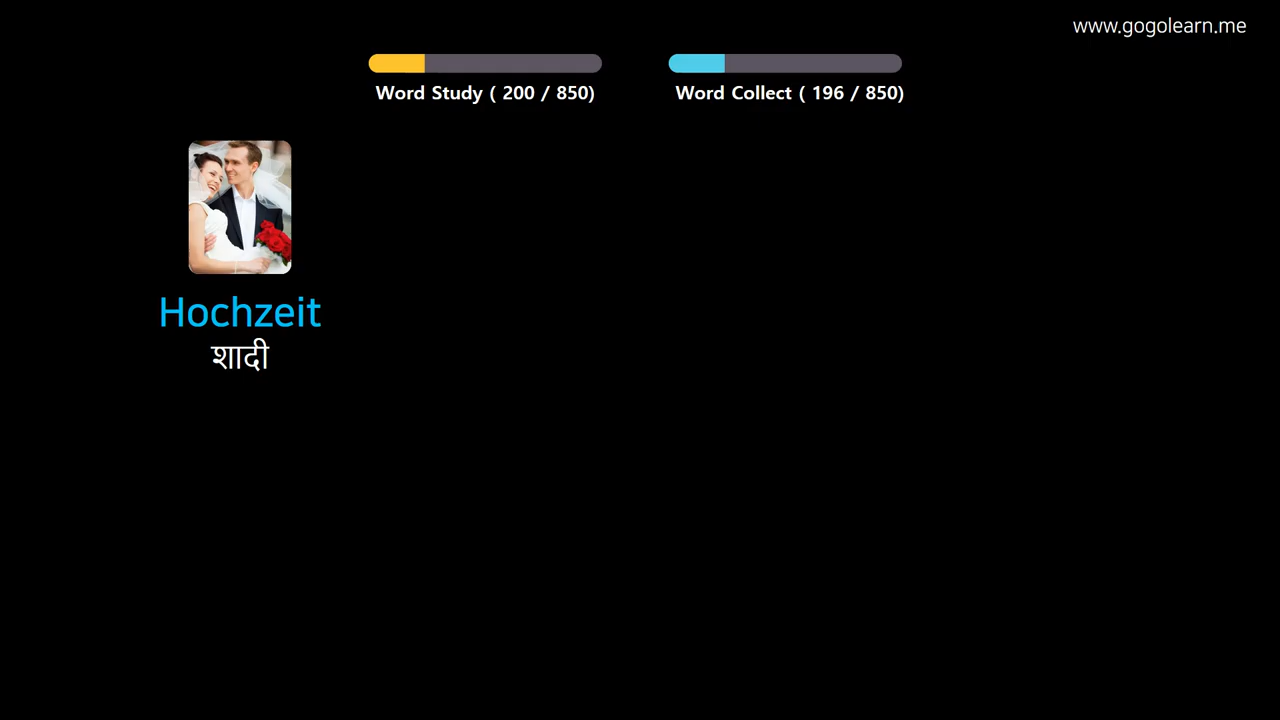 www.gogolearn.me
Word Study ( 200 / 850)
Word Collect ( 196 / 850)
Hochzeit
शादी